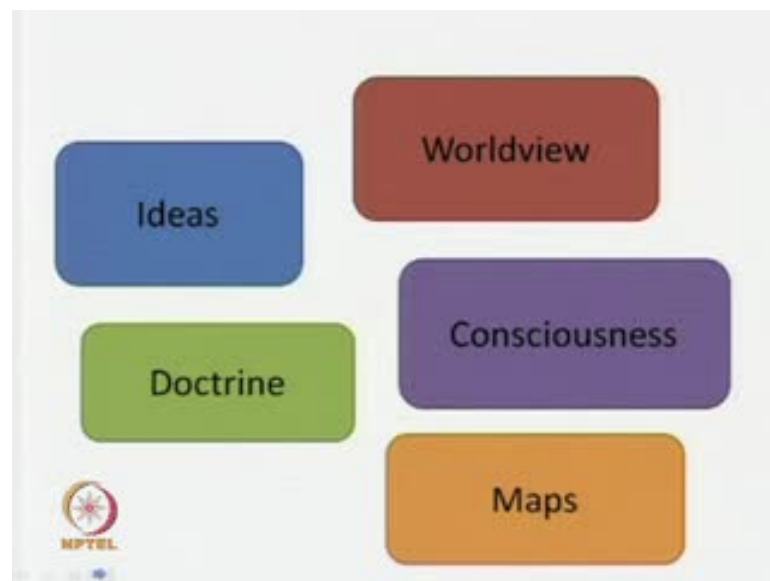 Worldview
Ideas
Consciousness
Doctrine
Maps
NPTEL